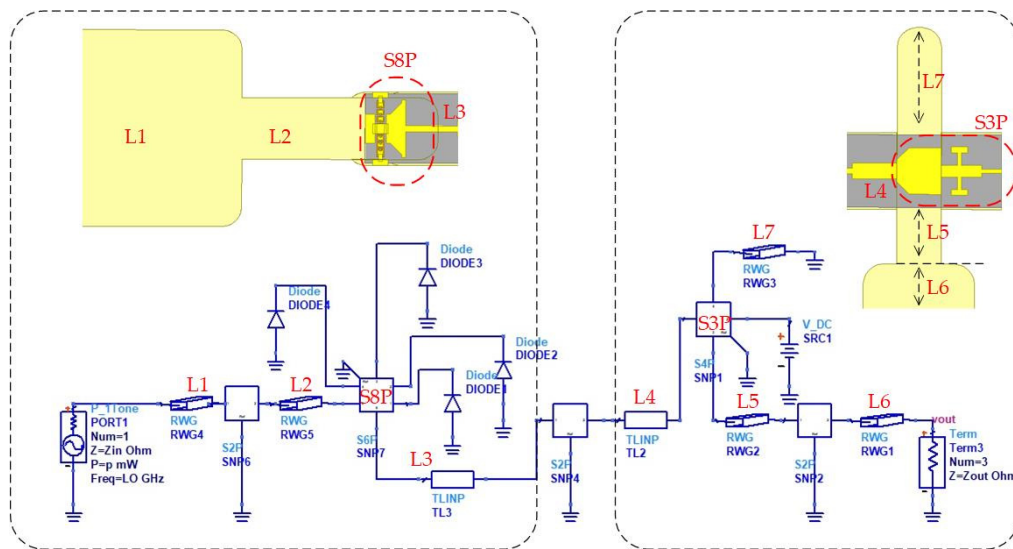 S8P
L1
L2
L3
L7
S3P
L4
L5
L6
Diode
DIODE3
Diode
DIODE4
Diode
DIODE2
Diode
DIODE1
L1
RWG
RWG4
L2
RWG
RWG5
S8P
S2P
SNP6
S6P
SNP7
L3
TLINP
TL3
P_1Tone
PORT1
Num=1
Z=Zin Ohm
P=p mW
Freq=LO GHz
S2P
SNP4
L4
TLINP
TL2
L7
RWG
RWG3
S3P
S4P
SNP1
V_DC
SRC1
L5
RWG
RWG2
S2P
SNP2
L6
RWG
RWG1
vout
Term
Term3
Num=3
Z=Zout Ohm